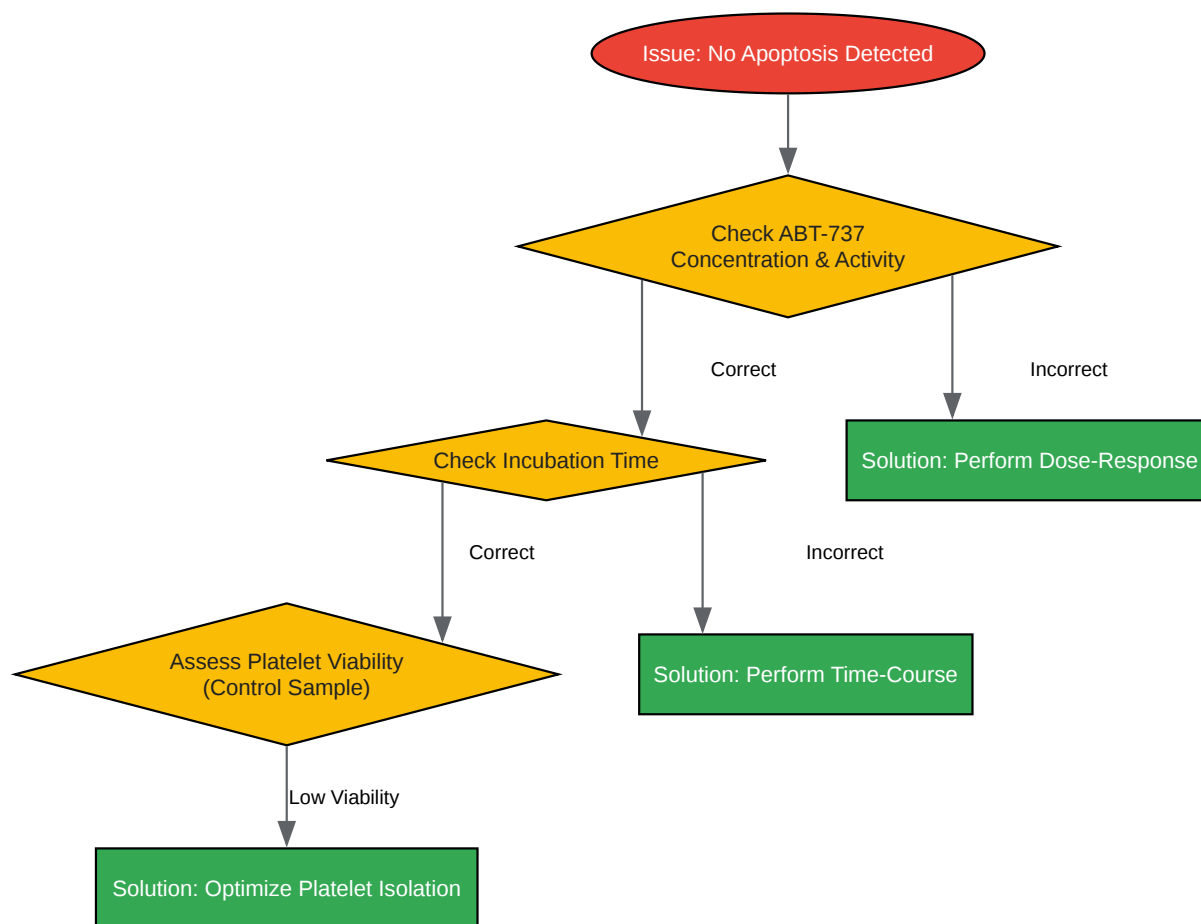 Issue: No Apoptosis Detected
Check ABT-737
Concentration & Activity
Correct
Incorrect
Check Incubation Time
Solution: Perform Dose-Response
Correct
Incorrect
Assess Platelet Viability
(Control Sample)
Solution: Perform Time-Course
Low Viability
Solution: Optimize Platelet Isolation